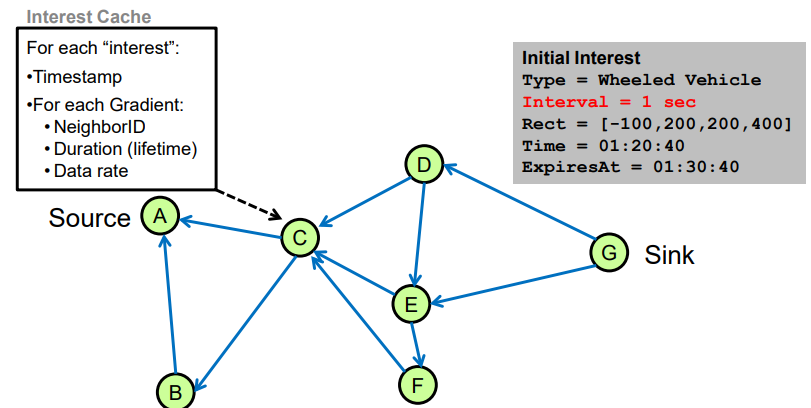 Interest Cache
For each “interest”:
•Timestamp
•For each Gradient:
• NeighborID
• Duration (lifetime)
• Data rate
Initial Interest
Type = Wheeled Vehicle
Interval = 1 sec
Rect = [-100,200,200,400]
Time = 01:20:40
ExpiresAt = 01:30:40
D
Source A
C
G Sink
E
B
F